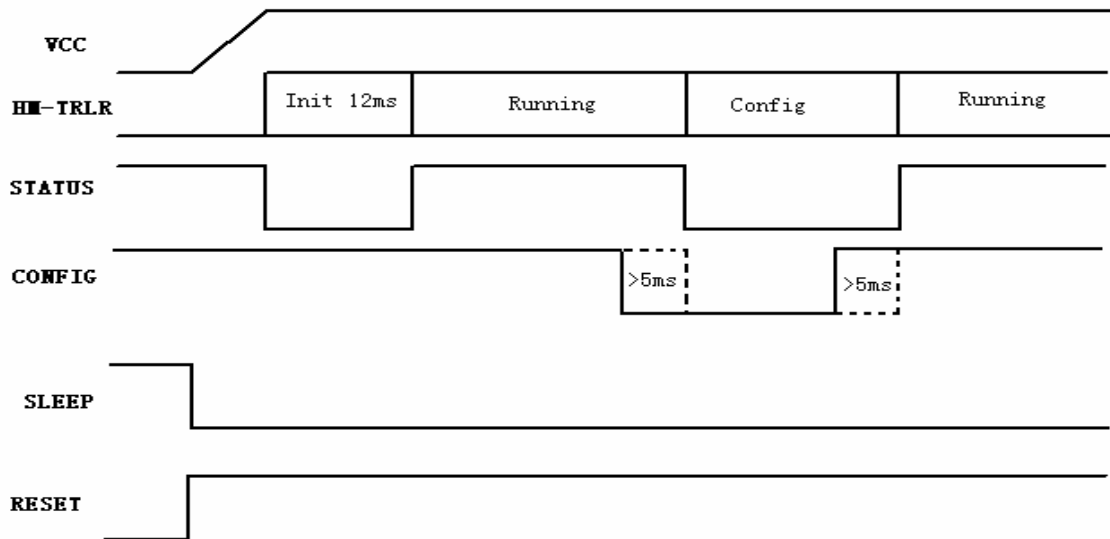 VCC
HM-TRLR
Init 12ms
Running
Config
Running
STATUS
CONFIG
>5ms
>5ms
SLEEP
RESET